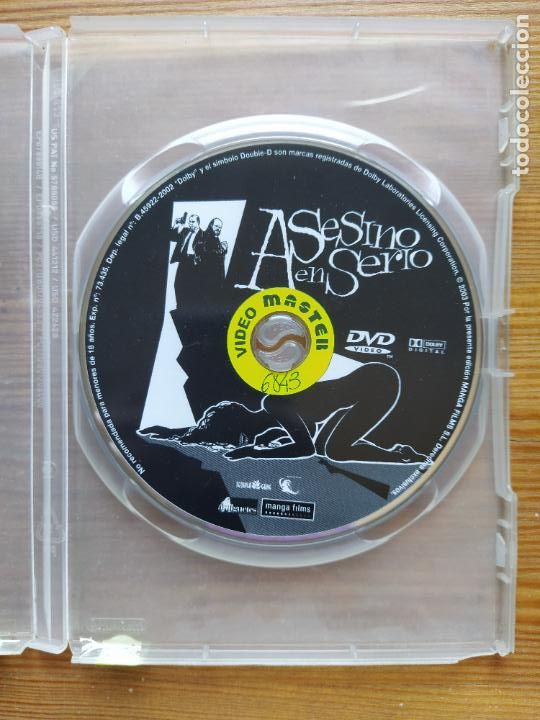 ASESINO
en SERIO
VIDEO MASTER
6843
DVD
VIDEO
TM
DOLBY
DIGITAL
manga films
No recomendada para menores de 18 años. Exp. nº: 73.435. Dep. legal nº: B.45922-2002 "Dolby" y el símbolo Double-D son marcas registradas de Dolby Laboratories Licensing Corporation. © 2003 Por la presente edición MANGA FILMS S.L. Derechos exclusivos.
todocoleccion